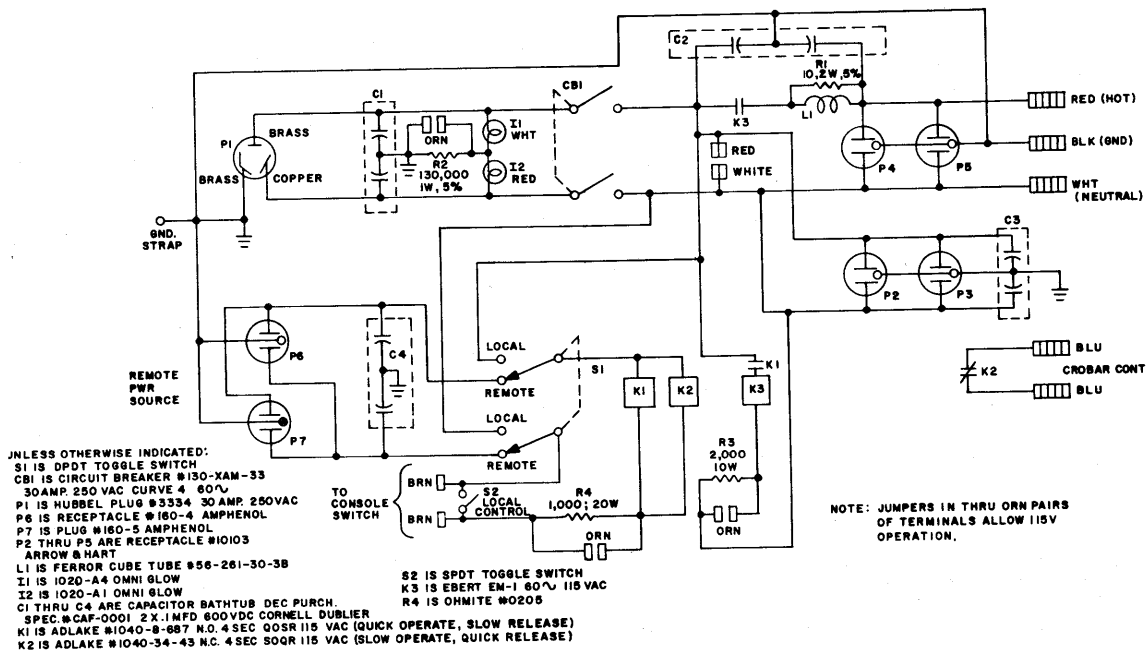 C2
R1
10,2W,5%
CB1
C1
L1
K3
RED (HOT)
I1
WHT
BRASS
ORN
P1
R2
130,000
1W, 5%
I2
RED
BRASS
COPPER
RED
WHITE
P4
P5
BLK (GND)
WHT
(NEUTRAL)
GND.
STRAP
C3
P2
P3
P6
C4
LOCAL
S1
REMOTE
REMOTE
PWR
SOURCE
LOCAL
P7
REMOTE
K1
K2
K1
K3
BLU
K2
CROBAR CONT
BLU
R3
2,000
10W
ORN
TO
CONSOLE
SWITCH
BRN
S2
LOCAL
CONTROL
BRN
R4
1,000; 20W
ORN
NOTE: JUMPERS IN THRU ORN PAIRS
OF TERMINALS ALLOW 115V
OPERATION.
UNLESS OTHERWISE INDICATED:
S1 IS DPDT TOGGLE SWITCH
CB1 IS CIRCUIT BREAKER #130-XAM-33
30AMP. 250 VAC CURVE 4 60∿
P1 IS HUBBEL PLUG #3334 30 AMP. 250VAC
P6 IS RECEPTACLE #160-4 AMPHENOL
P7 IS PLUG #160-5 AMPHENOL
P2 THRU P5 ARE RECEPTACLE #10103
ARROW & HART
L1 IS FERROR CUBE TUBE #56-261-30-3B
I1 IS 1020-A4 OMNI GLOW
I2 IS 1020-A1 OMNI GLOW
C1 THRU C4 ARE CAPACITOR BATHTUB DEC PURCH.
SPEC.#CAF-0001 2X.1MFD 600VDC CORNELL DUBLIER
K1 IS ADLAKE #1040-8-687 N.O. 4 SEC QOSR 115 VAC (QUICK OPERATE, SLOW RELEASE)
K2 IS ADLAKE #1040-34-43 N.C. 4 SEC SOQR 115 VAC (SLOW OPERATE, QUICK RELEASE)
S2 IS SPDT TOGGLE SWITCH
K3 IS EBERT EM-1 60∿ 115 VAC
R4 IS OHMITE #0205